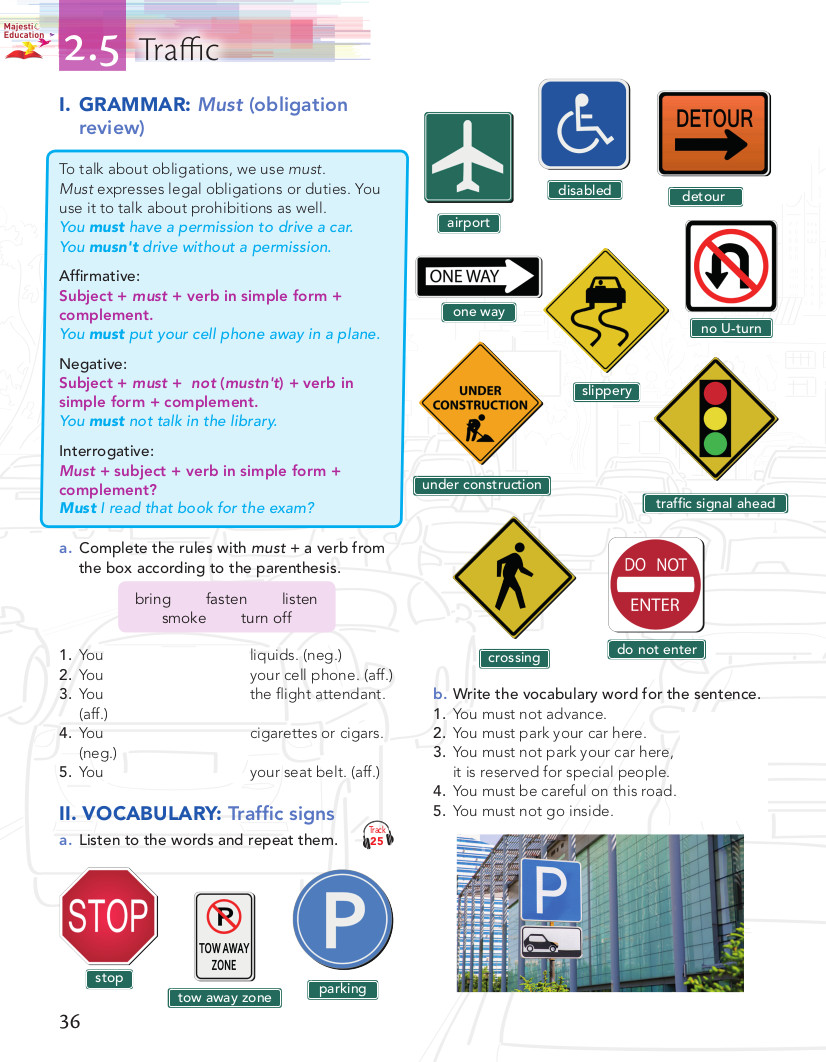 Majestic
Education
2.5 Traffic
I. GRAMMAR: Must (obligation
review)
To talk about obligations, we use must.
Must expresses legal obligations or duties. You
use it to talk about prohibitions as well.
You must have a permission to drive a car.
You musn't drive without a permission.
Affirmative:
Subject + must + verb in simple form +
complement.
You must put your cell phone away in a plane.
Negative:
Subject + must + not (mustn't) + verb in
simple form + complement.
You must not talk in the library.
Interrogative:
Must + subject + verb in simple form +
complement?
Must I read that book for the exam?
a. Complete the rules with must + a verb from
the box according to the parenthesis.
bring fasten listen
smoke turn off
1. You liquids. (neg.)
2. You your cell phone. (aff.)
3. You the flight attendant.
(aff.)
4. You cigarettes or cigars.
(neg.)
5. You your seat belt. (aff.)
II. VOCABULARY: Traffic signs
a. Listen to the words and repeat them.
Track
25
STOP
stop
P
TOW AWAY
ZONE
tow away zone
P
parking
airport
disabled
DETOUR
detour
ONE WAY
one way
slippery
no U-turn
UNDER
CONSTRUCTION
under construction
traffic signal ahead
crossing
DO NOT
ENTER
do not enter
b. Write the vocabulary word for the sentence.
1. You must not advance.
2. You must park your car here.
3. You must not park your car here,
it is reserved for special people.
4. You must be careful on this road.
5. You must not go inside.
P
36